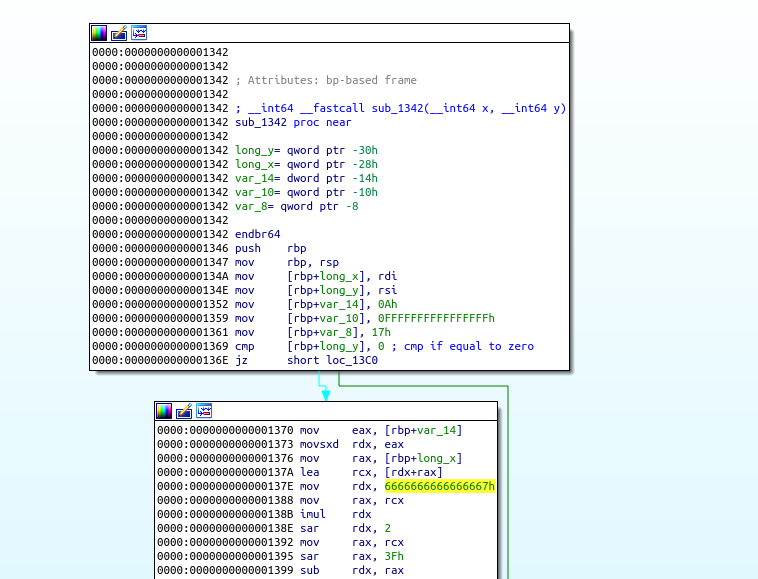 0000:0000000000001342
0000:0000000000001342
0000:0000000000001342 ; Attributes: bp-based frame
0000:0000000000001342
0000:0000000000001342 ; __int64 __fastcall sub_1342(__int64 x, __int64 y)
0000:0000000000001342 sub_1342 proc near
0000:0000000000001342
0000:0000000000001342 long_y= qword ptr -30h
0000:0000000000001342 long_x= qword ptr -28h
0000:0000000000001342 var_14= dword ptr -14h
0000:0000000000001342 var_10= qword ptr -10h
0000:0000000000001342 var_8= qword ptr -8
0000:0000000000001342
0000:0000000000001342 endbr64
0000:0000000000001346 push rbp
0000:0000000000001347 mov rbp, rsp
0000:000000000000134A mov [rbp+long_x], rdi
0000:000000000000134E mov [rbp+long_y], rsi
0000:0000000000001352 mov [rbp+var_14], 0Ah
0000:0000000000001359 mov [rbp+var_10], 0FFFFFFFFFFFFFFFFh
0000:0000000000001361 mov [rbp+var_8], 17h
0000:0000000000001369 cmp [rbp+long_y], 0 ; cmp if equal to zero
0000:000000000000136E jz short loc_13C0
0000:0000000000001370 mov eax, [rbp+var_14]
0000:0000000000001373 movsxd rdx, eax
0000:0000000000001376 mov rax, [rbp+long_x]
0000:000000000000137A lea rcx, [rdx+rax]
0000:000000000000137E mov rdx, 6666666666666667h
0000:0000000000001388 mov rax, rcx
0000:000000000000138B imul rdx
0000:000000000000138E sar rdx, 2
0000:0000000000001392 mov rax, rcx
0000:0000000000001395 sar rax, 3Fh
0000:0000000000001399 sub rdx, rax